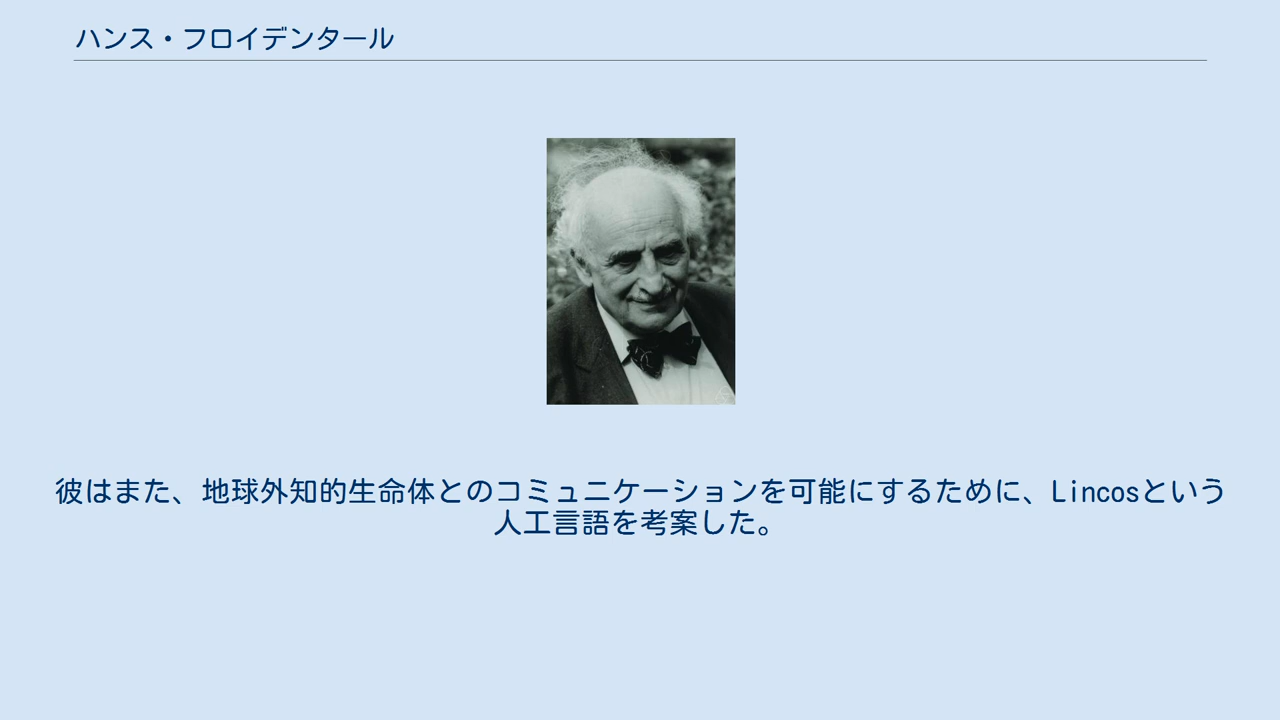 ハンス・フロイデンタール
彼はまた、地球外知的生命体とのコミュニケーションを可能にするために、Lincosという
人工言語を考案した。